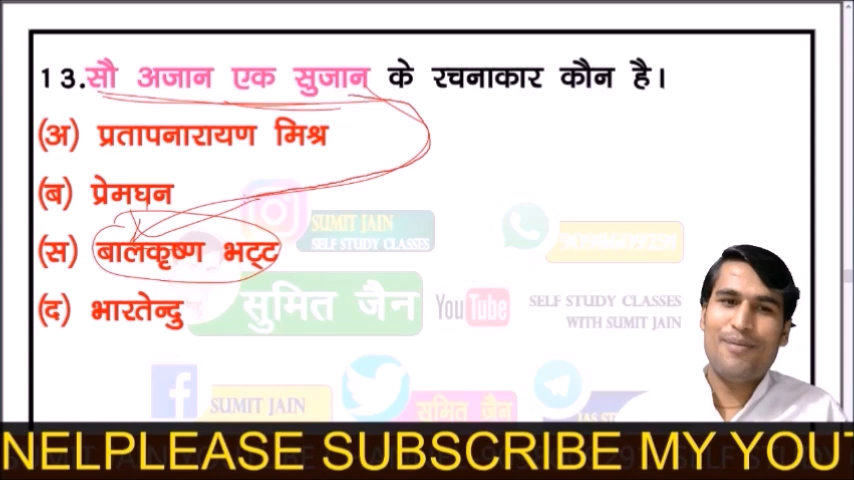 13.सौ अजान एक सुजान के रचनाकार कौन है।
(अ) प्रतापनारायण मिश्र
(ब) प्रेमघन
(स) बालकृष्ण भट्ट
(द) भारतेन्दु
SUMIT JAIN
SELF STUDY CLASSES
सुमित जैन
YouTube
SELF STUDY CLASSES
WITH SUMIT JAIN
SUMIT JAIN
सुमित जैन
NELPLEASE SUBSCRIBE MY YOUT